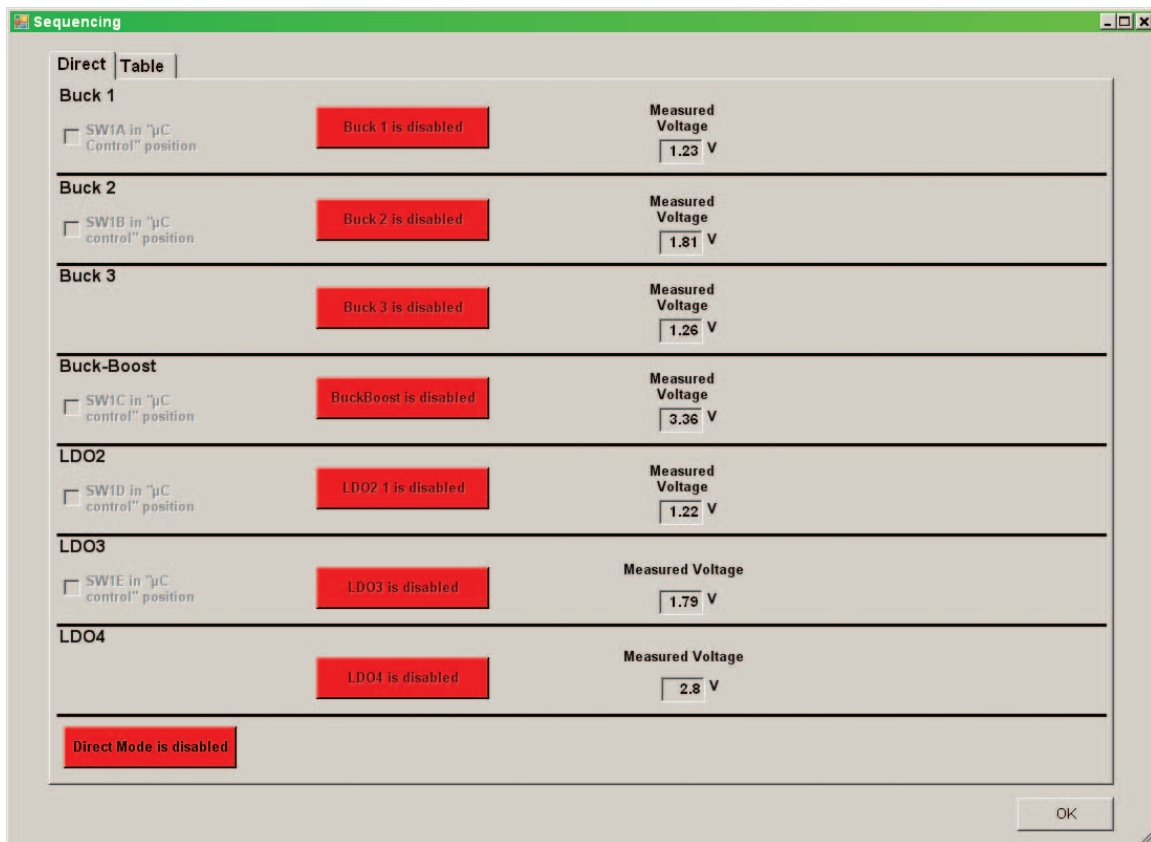 Sequencing
Direct
Table
Buck 1
SW1A in "µC
Control" position
Buck 1 is disabled
Measured
Voltage
1.23 V
Buck 2
SW1B in "µC
control" position
Buck 2 is disabled
Measured
Voltage
1.81 V
Buck 3
Buck 3 is disabled
Measured
Voltage
1.26 V
Buck-Boost
SW1C in "µC
control" position
BuckBoost is disabled
Measured
Voltage
3.36 V
LDO2
SW1D in "µC
control" position
LDO2 1 is disabled
Measured
Voltage
1.22 V
LDO3
SW1E in "µC
control" position
LDO3 is disabled
Measured Voltage
1.79 V
LDO4
LDO4 is disabled
Measured Voltage
2.8 V
Direct Mode is disabled
OK